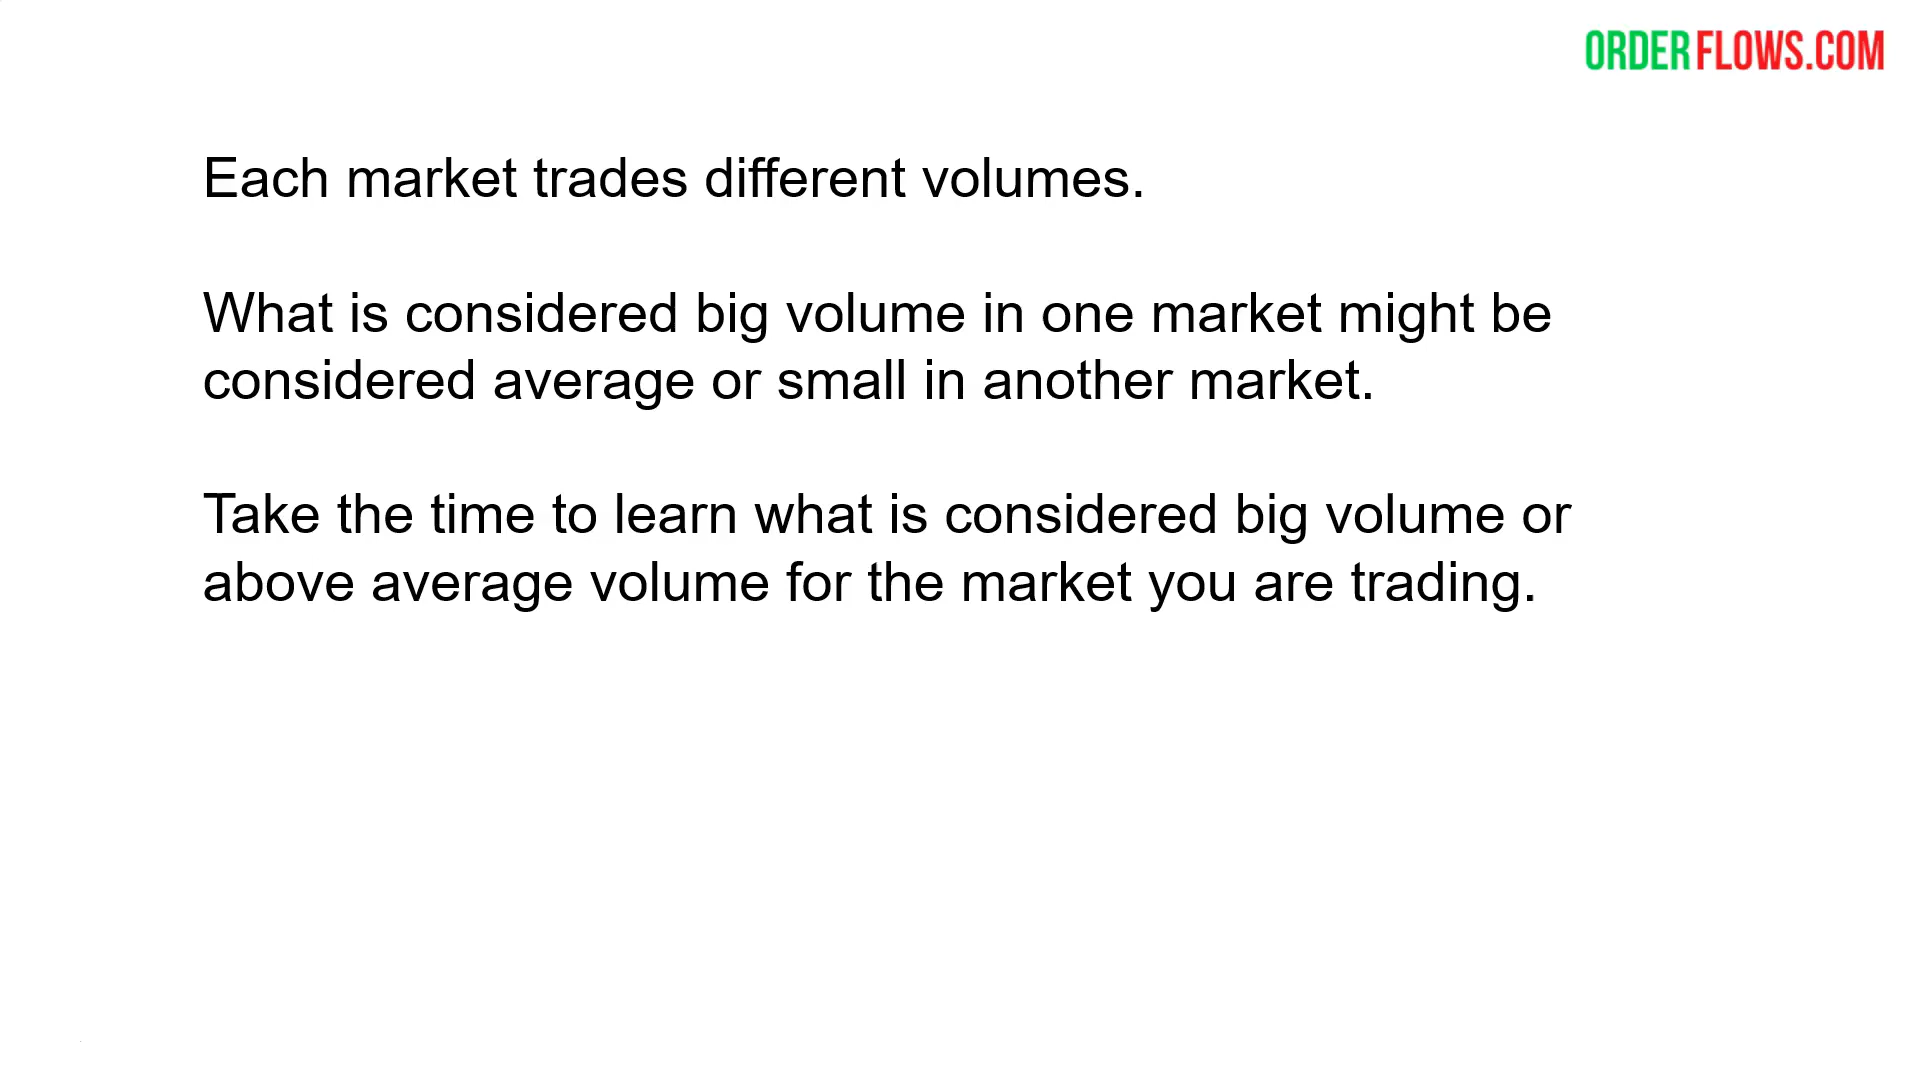 ORDERFLOWS.COM
Each market trades different volumes.
What is considered big volume in one market might be
considered average or small in another market.
Take the time to learn what is considered big volume or
above average volume for the market you are trading.